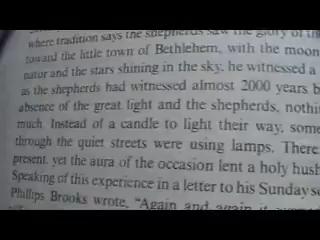 where tradition says the shepherds saw the glory of the
toward the little town of Bethlehem, with the moon
nator and the stars shining in the sky, he witnessed a
as the shepherds had witnessed almost 2000 years b
absence of the great light and the shepherds, nothi
much. Instead of a candle to light their way, some
through the quiet streets were using lamps. There
present, yet the aura of the occasion lent a holy hush
Speaking of this experience in a letter to his Sunday s
Phillips Brooks wrote, "Again and again it